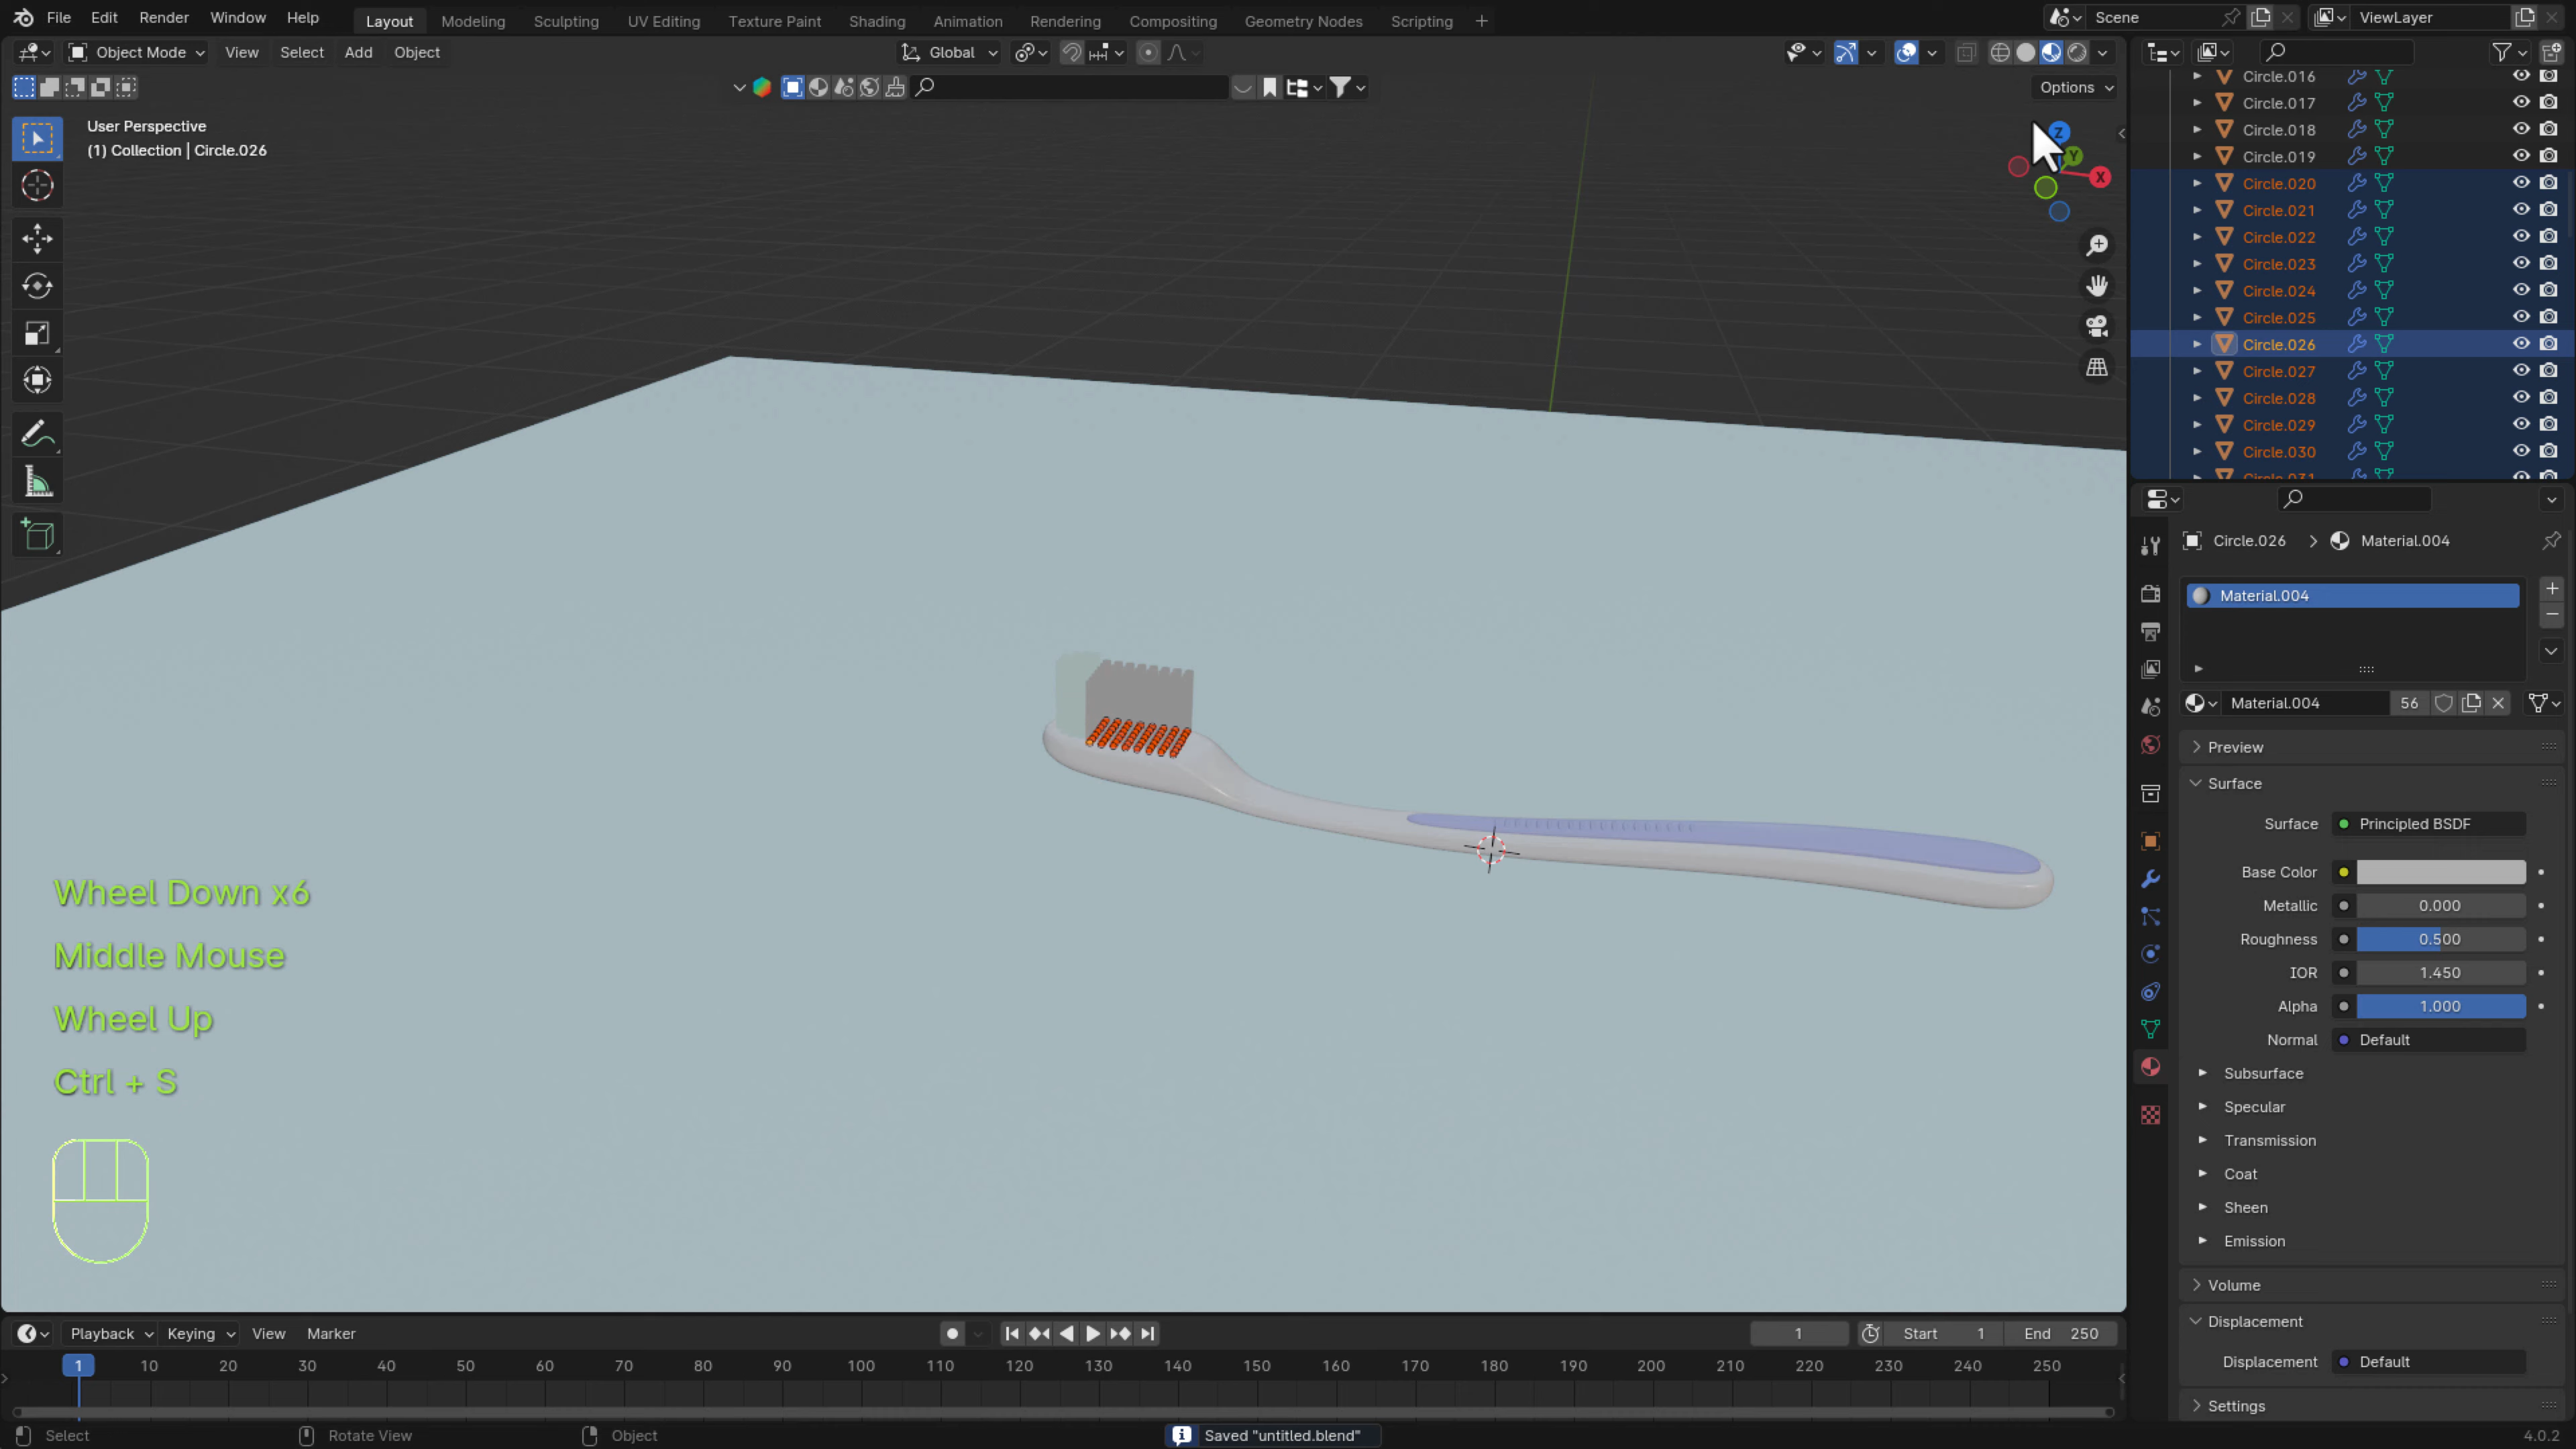 File Edit Render Window Help Layout Modeling Sculpting UV Editing Texture Paint Shading Animation Rendering Compositing Geometry Nodes Scripting + Scene ViewLayer
Object Mode View Select Add Object Global
Options
User Perspective
(1) Collection | Circle.026
Z
Y
X
Circle.016
Circle.017
Circle.018
Circle.019
Circle.020
Circle.021
Circle.022
Circle.023
Circle.024
Circle.025
Circle.026
Circle.027
Circle.028
Circle.029
Circle.030
Circle.031
Circle.026 > Material.004
Material.004
Material.004 56
Preview
Surface
Surface Principled BSDF
Base Color
Metallic 0.000
Roughness 0.500
IOR 1.450
Alpha 1.000
Normal Default
Subsurface
Specular
Transmission
Coat
Sheen
Emission
Volume
Displacement
Displacement Default
Settings
Wheel Down x6
Middle Mouse
Wheel Up
Ctrl + S
Playback Keying View Marker 1 Start 1 End 250
1 10 20 30 40 50 60 70 80 90 100 110 120 130 140 150 160 170 180 190 200 210 220 230 240 250
Select Rotate View Object Saved "untitled.blend" 4.0.2